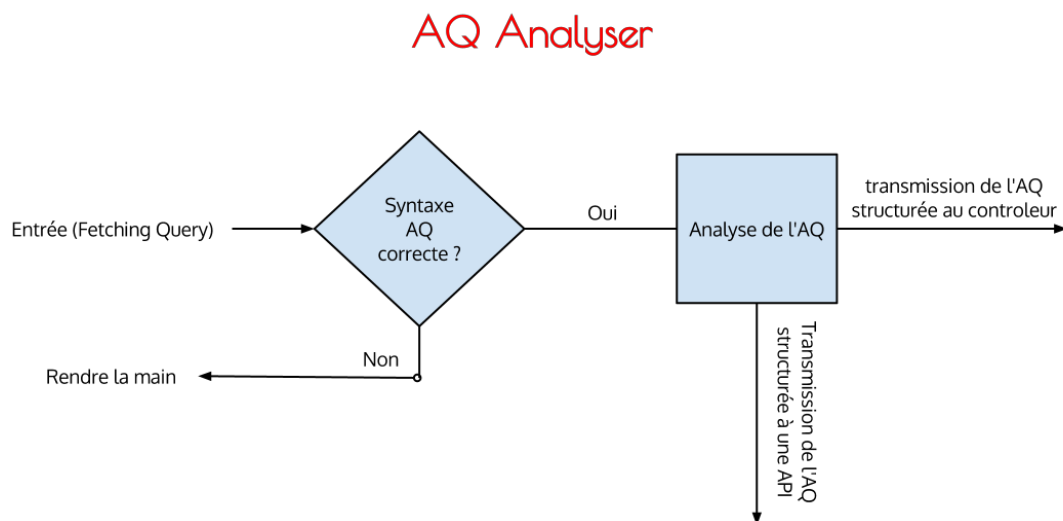 AQ Analyser
Entrée (Fetching Query)
Syntaxe
AQ
correcte ?
Oui
Analyse de l'AQ
transmission de l'AQ
structurée au controleur
Non
Rendre la main
Transmission de l'AQ
structurée à une API